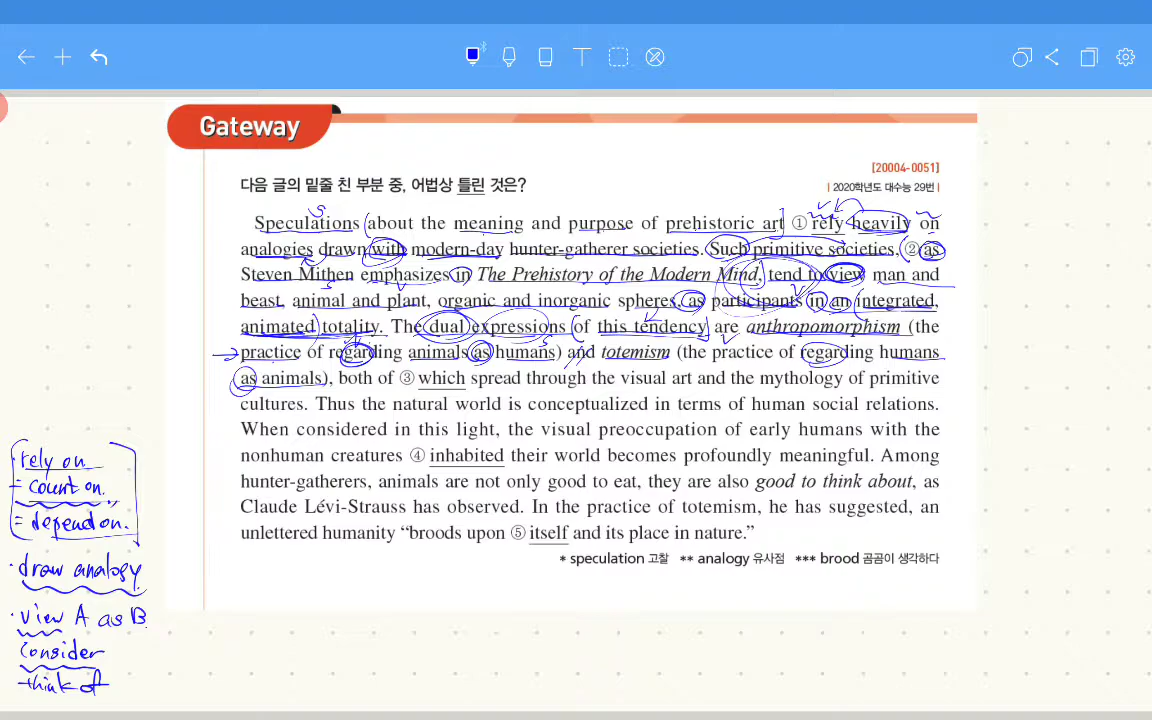 Gateway
[20004-0051]
다음 글의 밑줄 친 부분 중, 어법상 틀린 것은?
| 2020학년도 대수능 29번 |
Speculations about the meaning and purpose of prehistoric art ① rely heavily on
analogies drawn with modern-day hunter-gatherer societies. Such primitive societies, ② as
Steven Mithen emphasizes in The Prehistory of the Modern Mind, tend to view man and
beast, animal and plant, organic and inorganic spheres, as participants in an integrated,
animated totality. The dual expressions of this tendency are anthropomorphism (the
practice of regarding animals as humans) and totemism (the practice of regarding humans
as animals), both of ③ which spread through the visual art and the mythology of primitive
cultures. Thus the natural world is conceptualized in terms of human social relations.
When considered in this light, the visual preoccupation of early humans with the
nonhuman creatures ④ inhabited their world becomes profoundly meaningful. Among
hunter-gatherers, animals are not only good to eat, they are also good to think about, as
Claude Lévi-Strauss has observed. In the practice of totemism, he has suggested, an
unlettered humanity “broods upon ⑤ itself and its place in nature.”
* speculation 고찰 ** analogy 유사점 *** brood 곰곰이 생각하다
S
S
V
S
V
rely on
= count on
= depend on.
· draw analogy
· view A as B
consider
think of